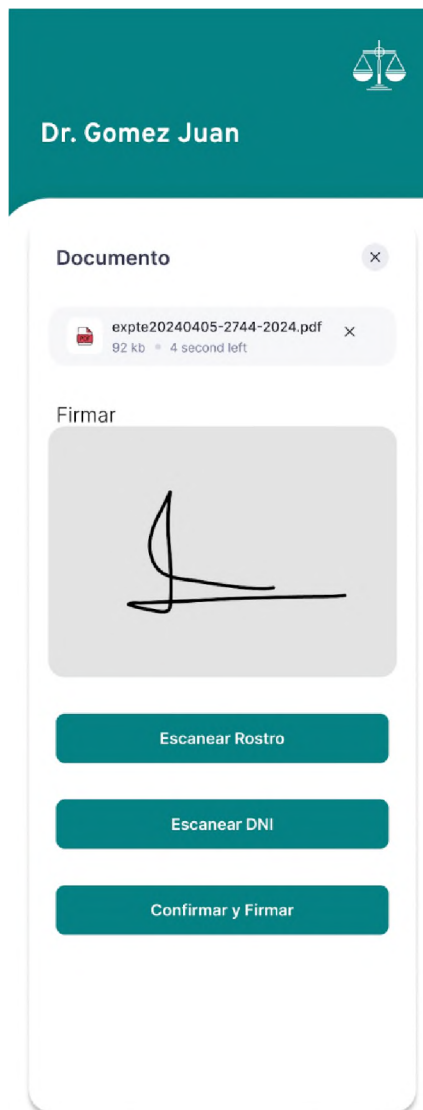 Dr. Gomez Juan
Documento
expte20240405-2744-2024.pdf
PDF
92 kb 4 second left
Firmar
Escanear Rostro
Escanear DNI
Confirmar y Firmar